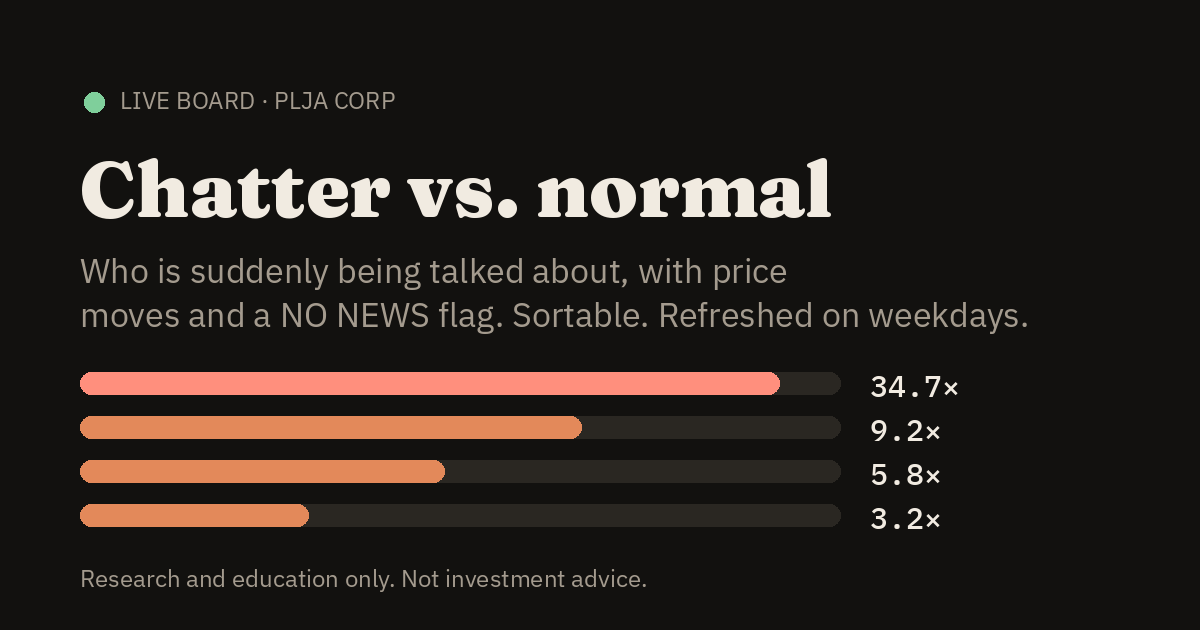 LIVE BOARD · PLJA CORP
Chatter vs. normal
Who is suddenly being talked about, with price
moves and a NO NEWS flag. Sortable. Refreshed on weekdays.
34.7×
9.2×
5.8×
3.2×
Research and education only. Not investment advice.